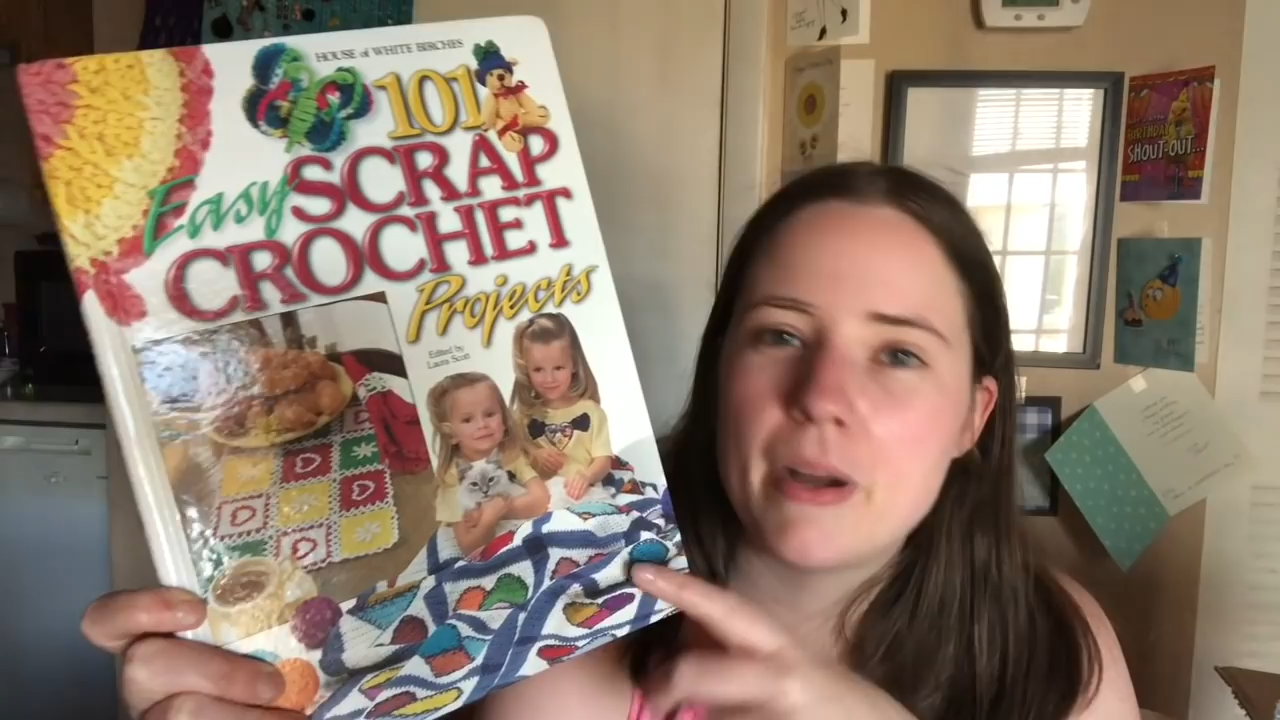 HOUSE of WHITE BIRCHES
101
Easy SCRAP
CROCHET
Projects
Edited by
Laura Scott
BIRTHDAY
SHOUT-OUT...